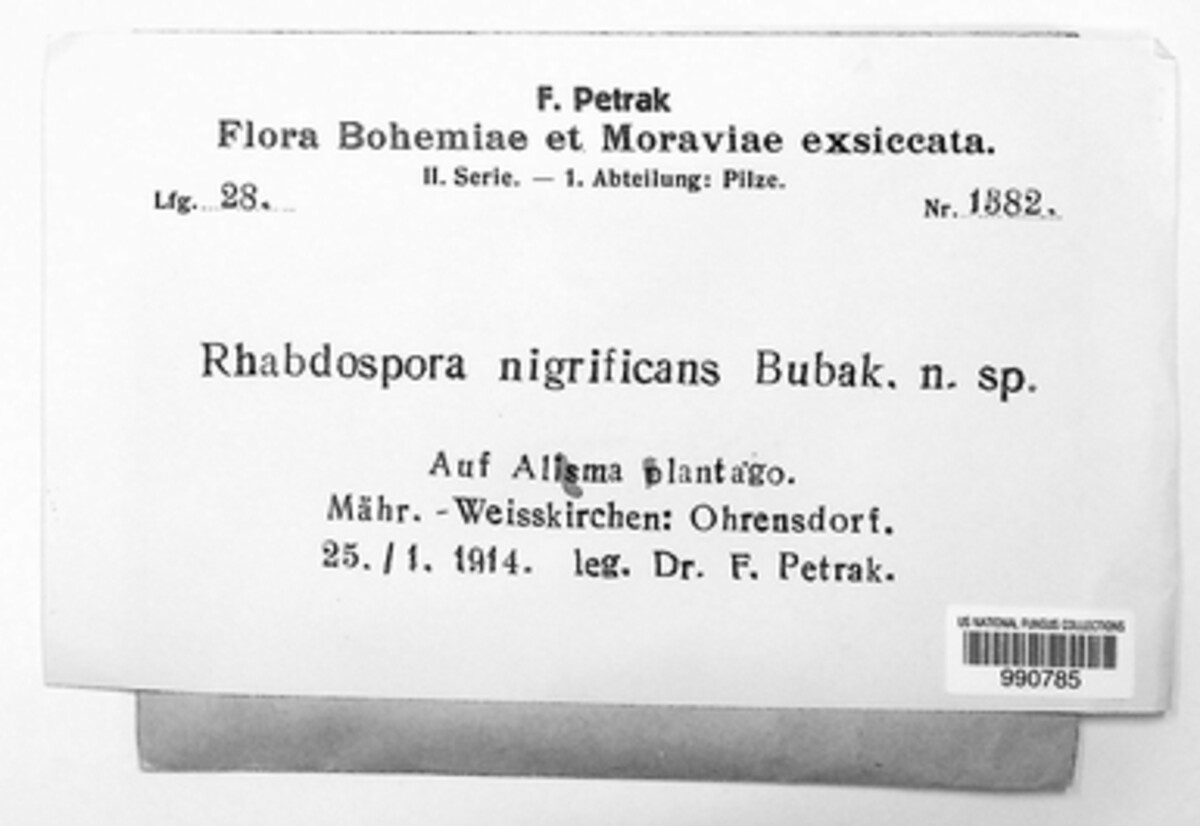 F. Petrak
Flora Bohemiae et Moraviae exsiccata.
II. Serie. — 1. Abteilung: Pilze.
Lfg. 28.
Nr. 1382.
Rhabdospora nigrificans Bubak. n. sp.
Auf Alisma plantago.
Mähr. -Weisskirchen: Ohrensdorf.
25. / 1. 1914. leg. Dr. F. Petrak.
US NATIONAL FUNGUS COLLECTIONS
990785